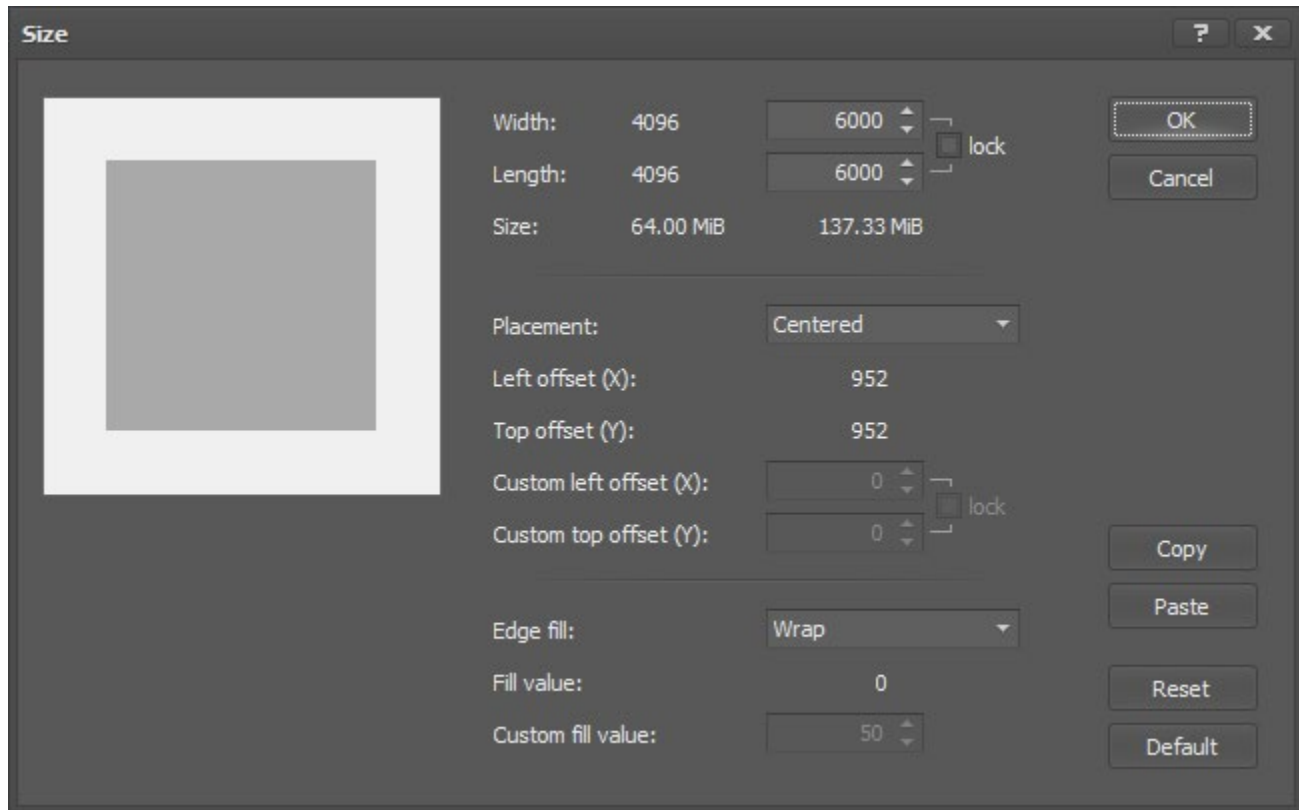 Size
? x
Width: 4096 6000
lock
Length: 4096 6000
Size: 64.00 MiB 137.33 MiB
OK
Cancel
Placement: Centered
Left offset (X): 952
Top offset (Y): 952
Custom left offset (X): 0
lock
Custom top offset (Y): 0
Copy
Paste
Edge fill: Wrap
Fill value: 0
Custom fill value: 50
Reset
Default